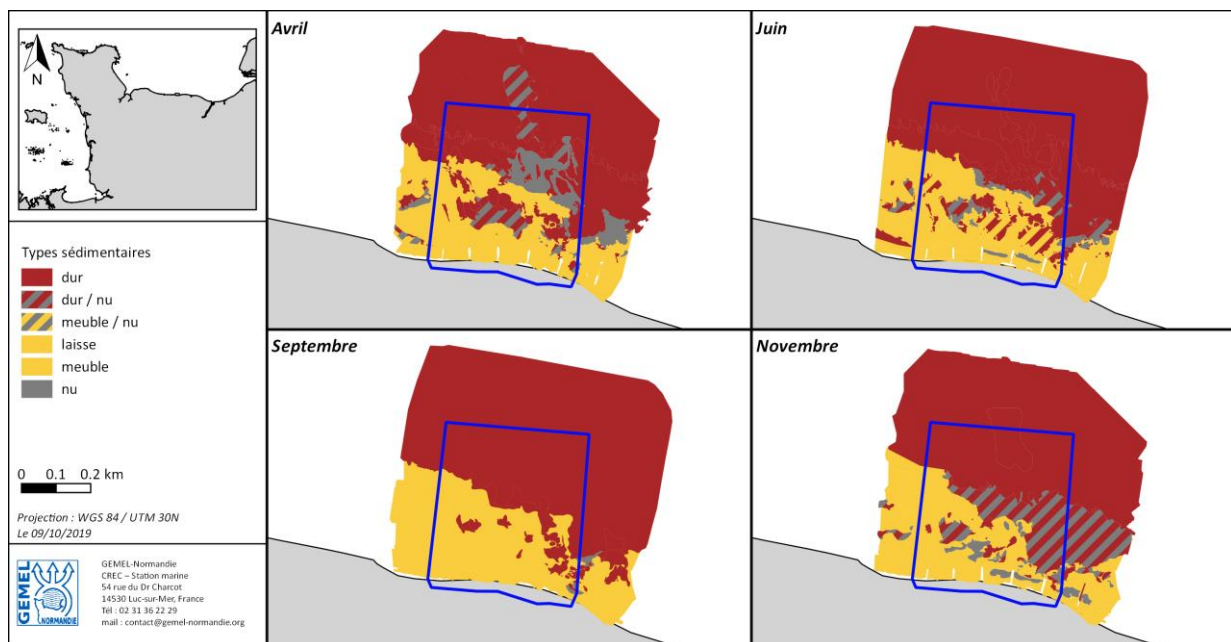 N
Types sédimentaires
dur
dur / nu
meuble / nu
laisse
meuble
nu
0 0.1 0.2 km
Projection : WGS 84 / UTM 30N
Le 09/10/2019
GEMEL
NORMANDIE
GEMEL-Normandie
CREC – Station marine
54 rue du Dr Charcot
14530 Luc-sur-Mer, France
Tél : 02 31 36 22 29
mail : contact@gemel-normandie.org
Avril
Juin
Septembre
Novembre